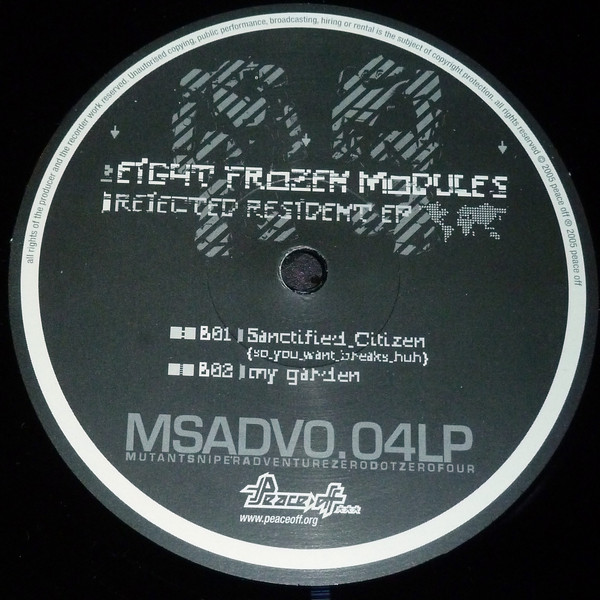 all rights of the producer and the recorder work reserved. Unautorised copying, public performance, broadcasting, hiring or rental is the subject of copyright protection. all rights reserved © 2005 peace off ℗ 2005 peace off
EIGHT FROZEN MODULES
REJECTED RESIDENT EP
B01 | Sanctified_Citizen
{so_you_want_breaks_huh}
B02 | my garden
MSADV0.04LP
MUTANTSNIPERADVENTUREZERODOTZEROFOUR
Peace off
www.peaceoff.org